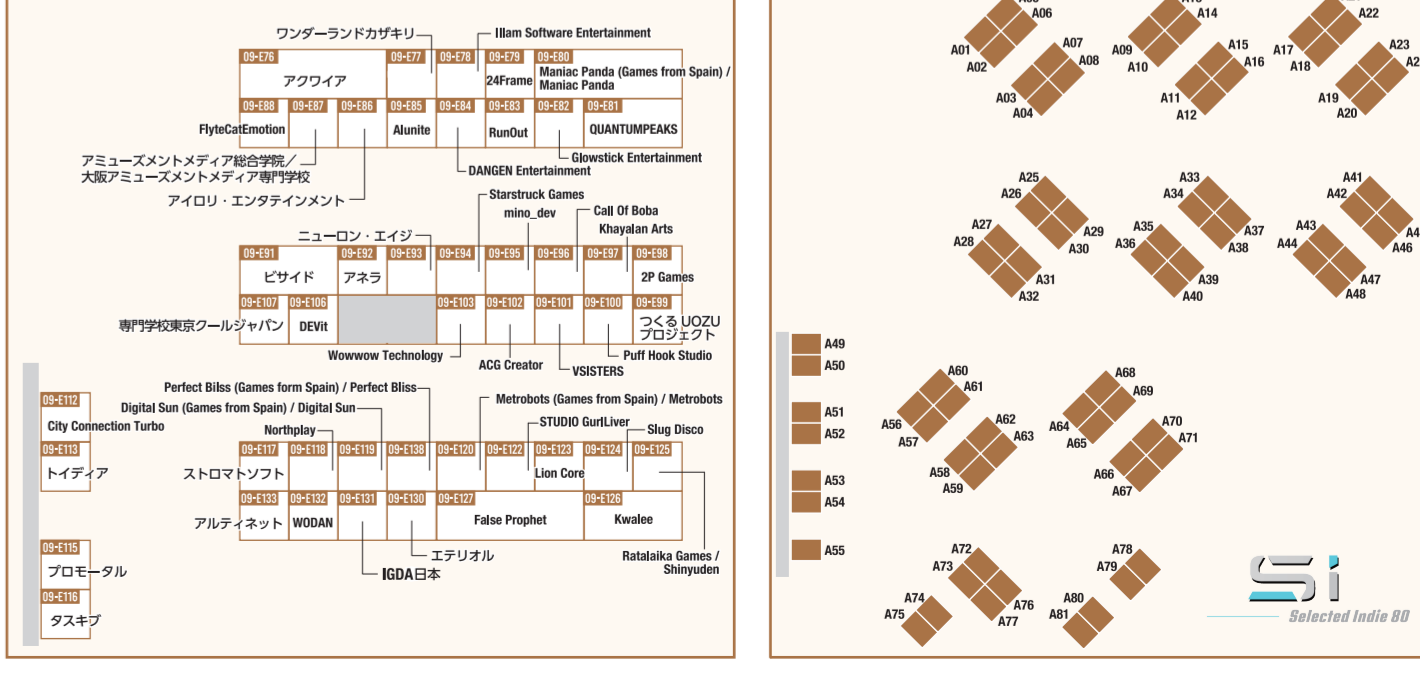 ワンダーランドカザキリ
Illam Software Entertainment
09-E76
09-E77
09-E78
09-E79
09-E80
アクワイア
24Frame
Maniac Panda (Games from Spain) /
Maniac Panda
09-E88
09-E87
09-E86
09-E85
09-E84
09-E83
09-E82
09-E81
FlyteCatEmotion
Alunite
RunOut
QUANTUMPEAKS
アミューズメントメディア総合学院／
大阪アミューズメントメディア専門学校
Glowstick Entertainment
DANGEN Entertainment
アイロリ・エンタテインメント
Starstruck Games
mino_dev
Call Of Boba
Khayalan Arts
ニューロン・エイジ
09-E91
09-E92
09-E93
09-E94
09-E95
09-E96
09-E97
09-E98
ビサイド
アネラ
2P Games
09-E107
09-E106
09-E103
09-E102
09-E101
09-E100
09-E99
専門学校東京クールジャパン
DEVit
つくる UOZU
プロジェクト
Wowwow Technology
ACG Creator
VSISTERS
Puff Hook Studio
Perfect Bilss (Games form Spain) / Perfect Bliss
Digital Sun (Games from Spain) / Digital Sun
Northplay
Metrobots (Games from Spain) / Metrobots
STUDIO GurlLiver
Slug Disco
09-E112
City Connection Turbo
09-E113
トイディア
09-E117
09-E118
09-E119
09-E138
09-E120
09-E122
09-E123
09-E124
09-E125
ストロマトソフト
Lion Core
09-E133
09-E132
09-E131
09-E130
09-E127
09-E126
アルティネット
WODAN
False Prophet
Kwalee
エテリオル
IGDA日本
Ratalaika Games /
Shinyuden
09-E115
プロモータル
09-E116
タスキブ
A06
A01
A02
A07
A08
A03
A04
A14
A09
A10
A15
A16
A11
A12
A22
A17
A18
A23
A19
A20
A25
A26
A27
A28
A29
A30
A31
A32
A33
A34
A35
A36
A37
A38
A39
A40
A41
A42
A43
A44
A46
A47
A48
A49
A50
A51
A52
A53
A54
A55
A60
A61
A56
A57
A62
A63
A58
A59
A68
A69
A64
A65
A70
A71
A66
A67
A72
A73
A74
A75
A76
A77
A78
A79
A80
A81
Si
Selected Indie 80